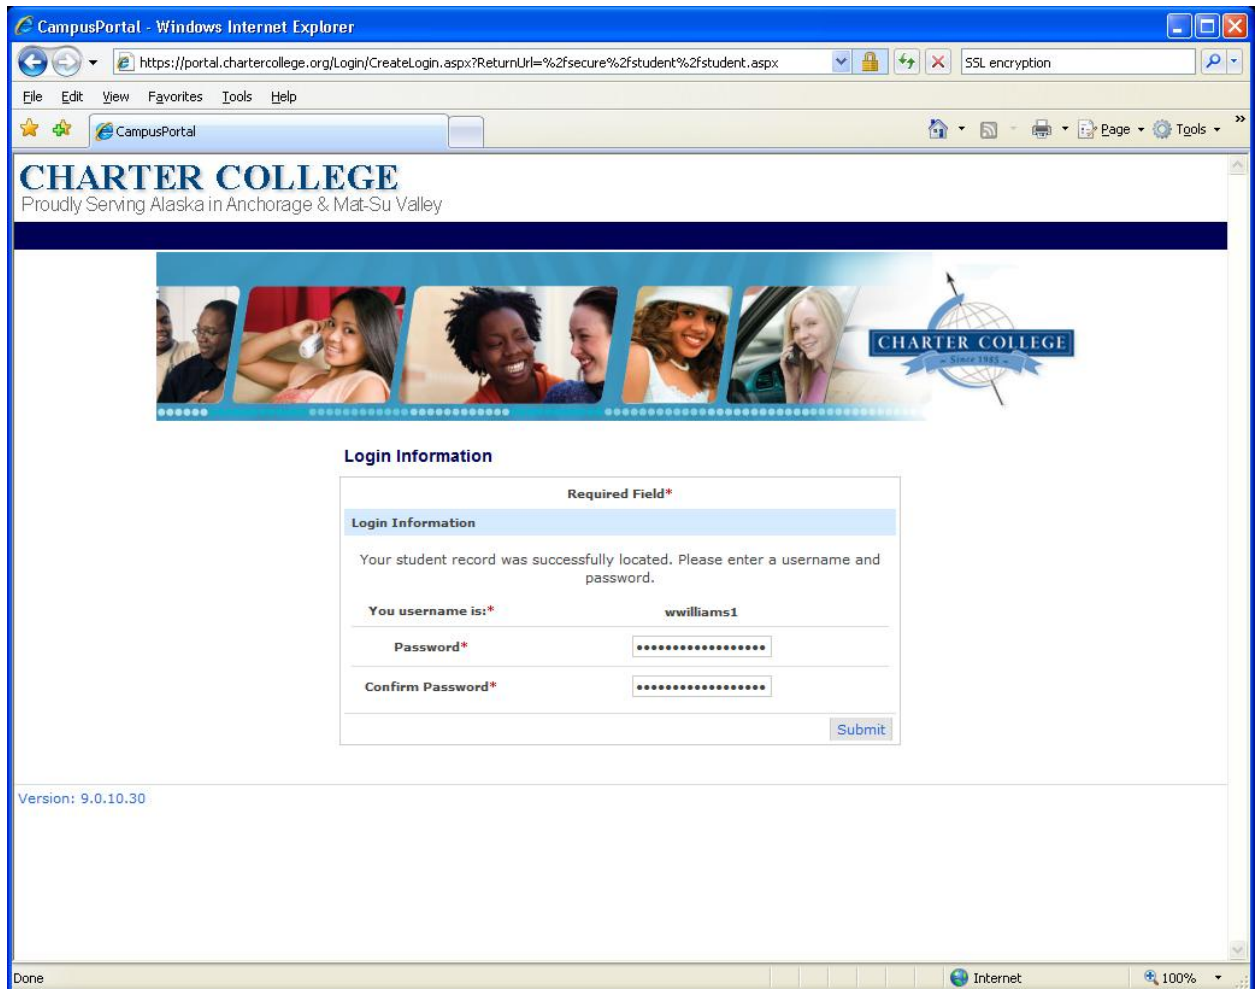 CampusPortal - Windows Internet Explorer
https://portal.chartercollege.org/Login/CreateLogin.aspx?ReturnUrl=%2fsecure%2fstudent%2fstudent.aspx SSL encryption
File Edit View Favorites Tools Help
CampusPortal Page Tools »
CHARTER COLLEGE
Proudly Serving Alaska in Anchorage & Mat-Su Valley
CHARTER COLLEGE
~ Since 1985 ~
Login Information
Required Field*
Login Information
Your student record was successfully located. Please enter a username and
password.
You username is:* wwilliams1
Password* ••••••••••••••••••
Confirm Password* ••••••••••••••••••
Submit
Version: 9.0.10.30
Done Internet 100%